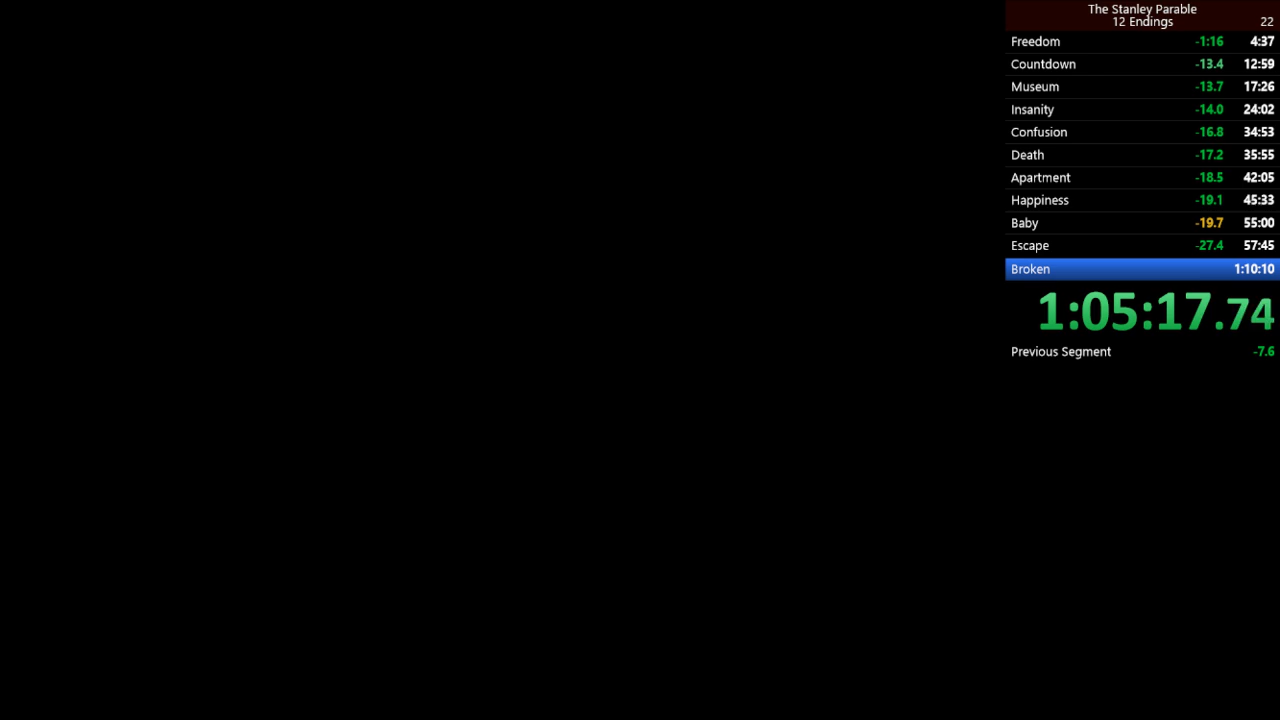 The Stanley Parable
12 Endings 22
Freedom -1:16 4:37
Countdown -13.4 12:59
Museum -13.7 17:26
Insanity -14.0 24:02
Confusion -16.8 34:53
Death -17.2 35:55
Apartment -18.5 42:05
Happiness -19.1 45:33
Baby -19.7 55:00
Escape -27.4 57:45
Broken 1:10:10
1:05:17.74
Previous Segment -7.6